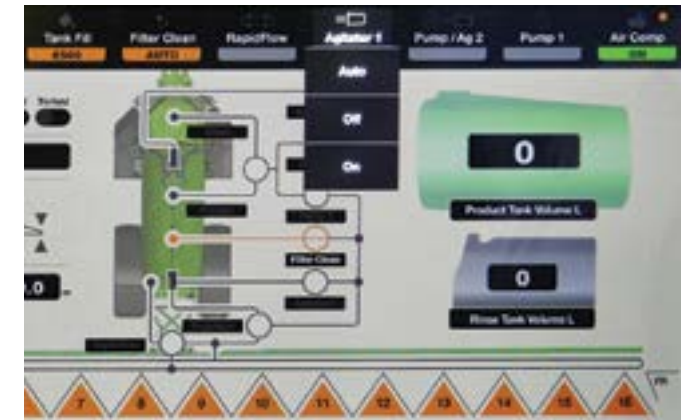 Tank Fill
6500
Filter Clean
AUTO
RapidFlow
Agitator 1
Pump / Ag 2
Pump 1
Air Comp
ON
Auto
Off
On
0
Product Tank Volume L
0
Rinse Tank Volume L
Filter Clean
.0
m
7
8
9
10
11
12
13
14
15
16